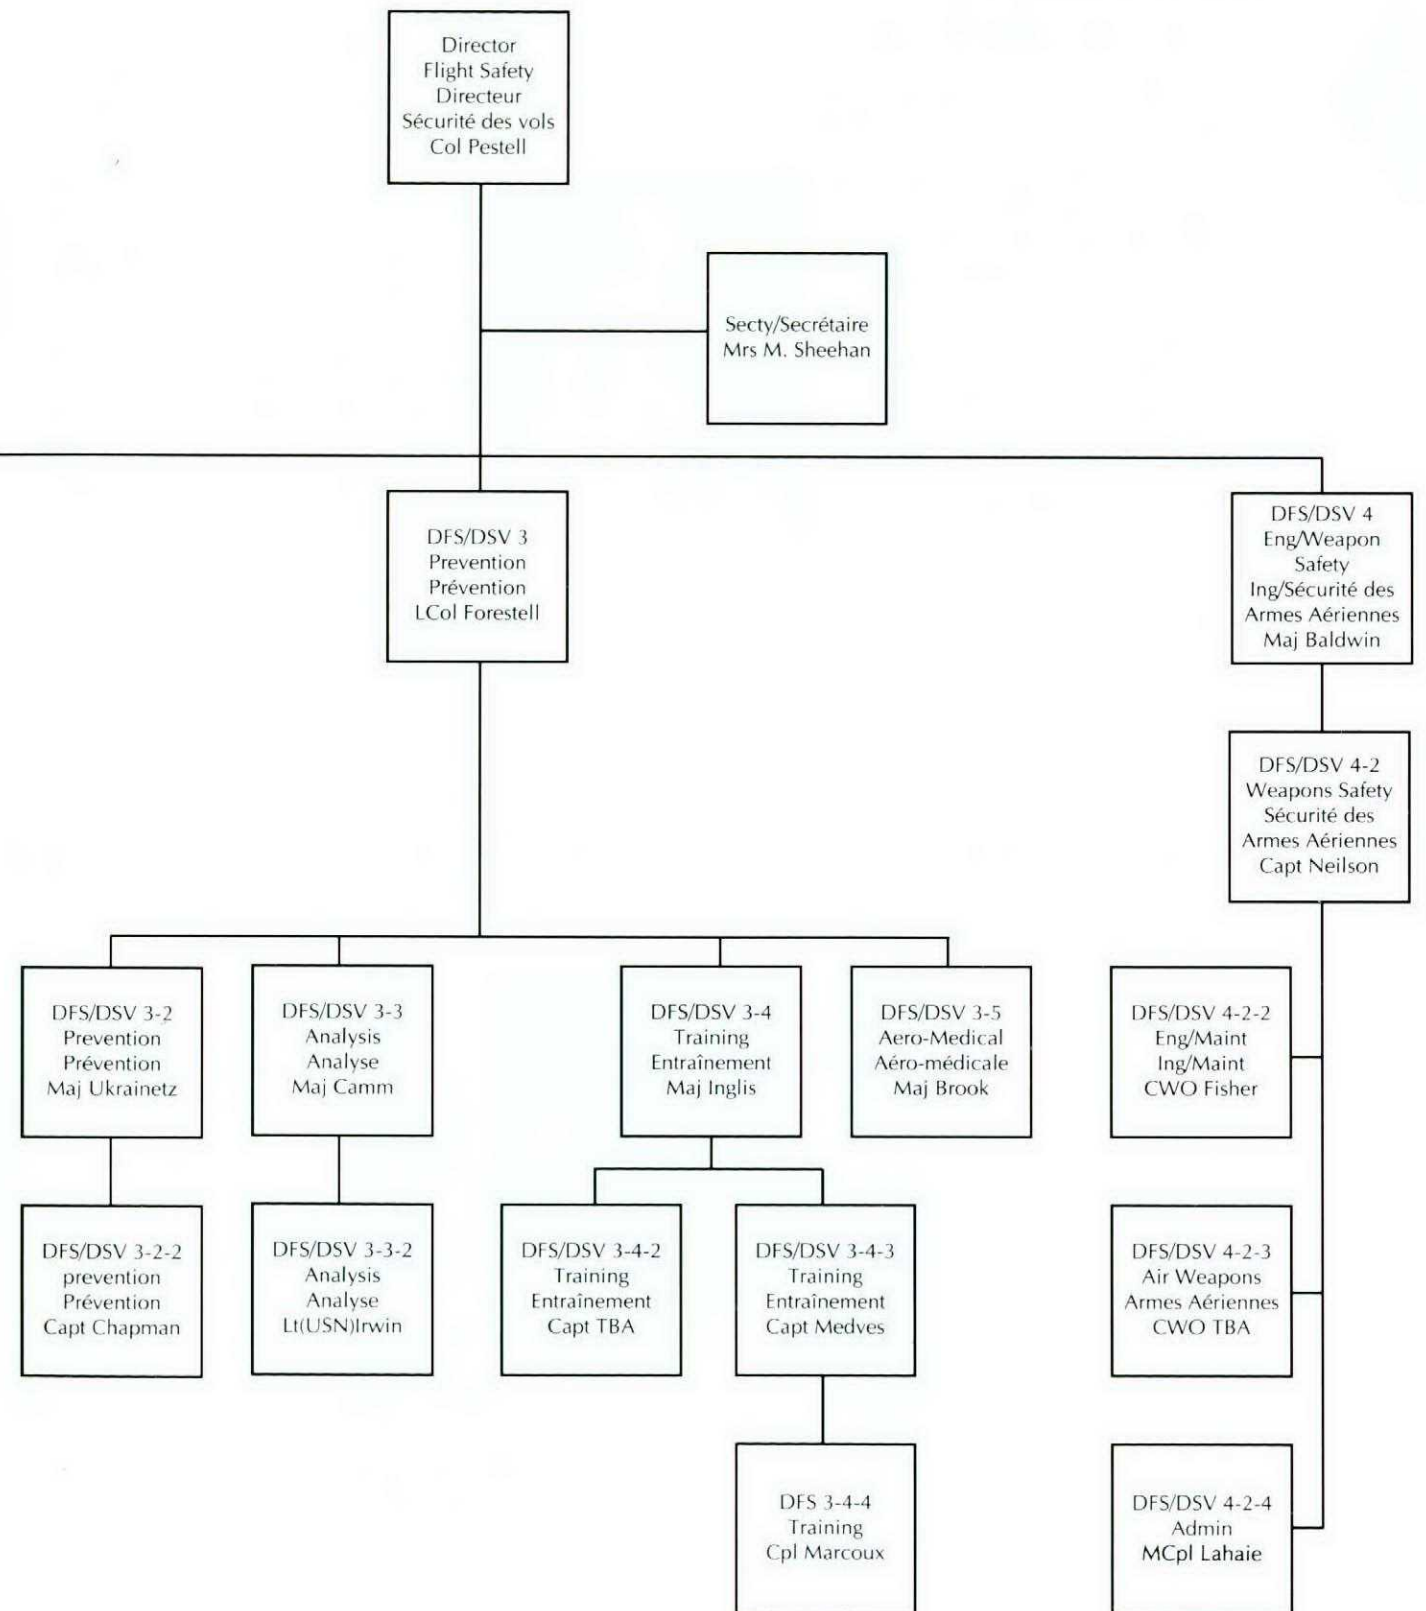 Director
Flight Safety
Directeur
Sécurité des vols
Col Pestell
Secty/Secrétaire
Mrs M. Sheehan
DFS/DSV 3
Prevention
Prévention
LCol Forestell
DFS/DSV 4
Eng/Weapon
Safety
Ing/Sécurité des
Armes Aériennes
Maj Baldwin
DFS/DSV 4-2
Weapons Safety
Sécurité des
Armes Aériennes
Capt Neilson
DFS/DSV 3-2
Prevention
Prévention
Maj Ukrainetz
DFS/DSV 3-3
Analysis
Analyse
Maj Camm
DFS/DSV 3-4
Training
Entraînement
Maj Inglis
DFS/DSV 3-5
Aero-Medical
Aéro-médicale
Maj Brook
DFS/DSV 4-2-2
Eng/Maint
Ing/Maint
CWO Fisher
DFS/DSV 3-2-2
prevention
Prévention
Capt Chapman
DFS/DSV 3-3-2
Analysis
Analyse
Lt(USN)Irwin
DFS/DSV 3-4-2
Training
Entraînement
Capt TBA
DFS/DSV 3-4-3
Training
Entraînement
Capt Medves
DFS/DSV 4-2-3
Air Weapons
Armes Aériennes
CWO TBA
DFS 3-4-4
Training
Cpl Marcoux
DFS/DSV 4-2-4
Admin
MCpl Lahaie